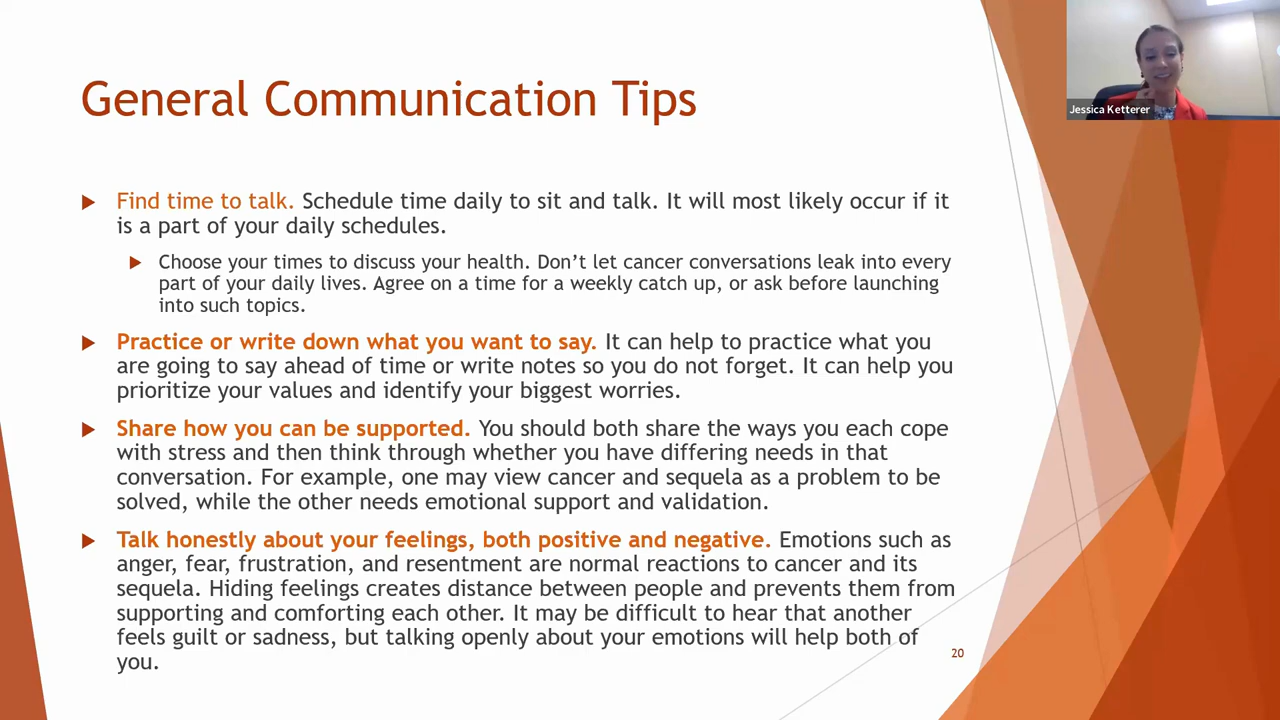 General Communication Tips
Jessica Ketterer
Find time to talk. Schedule time daily to sit and talk. It will most likely occur if it
is a part of your daily schedules.
Choose your times to discuss your health. Don’t let cancer conversations leak into every
part of your daily lives. Agree on a time for a weekly catch up, or ask before launching
into such topics.
Practice or write down what you want to say. It can help to practice what you
are going to say ahead of time or write notes so you do not forget. It can help you
prioritize your values and identify your biggest worries.
Share how you can be supported. You should both share the ways you each cope
with stress and then think through whether you have differing needs in that
conversation. For example, one may view cancer and sequela as a problem to be
solved, while the other needs emotional support and validation.
Talk honestly about your feelings, both positive and negative. Emotions such as
anger, fear, frustration, and resentment are normal reactions to cancer and its
sequela. Hiding feelings creates distance between people and prevents them from
supporting and comforting each other. It may be difficult to hear that another
feels guilt or sadness, but talking openly about your emotions will help both of
you.
20